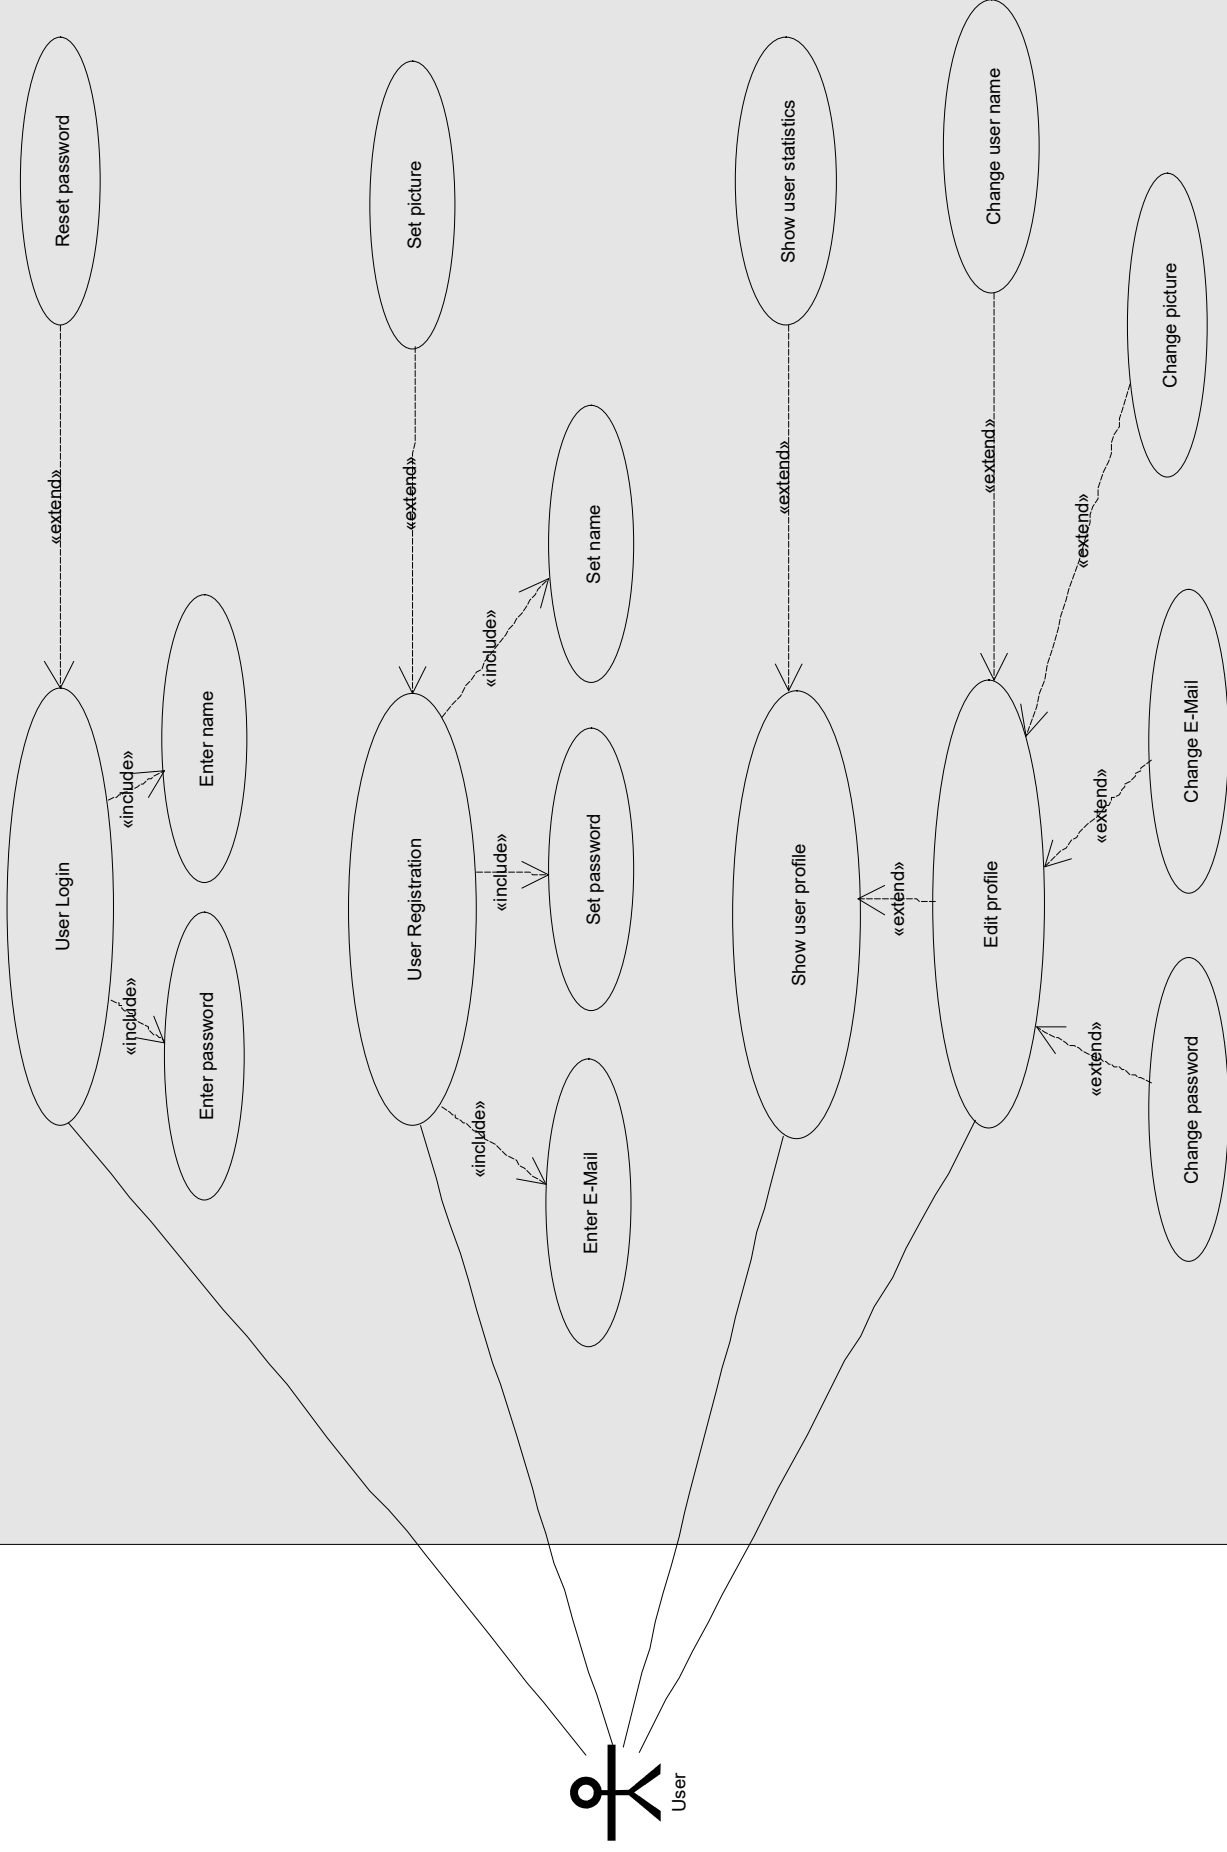 Reset password
«extend»
User Login
«include»
Enter name
«include»
Enter password
Set picture
«extend»
User Registration
«include»
Set name
«include»
Set password
«include»
Enter E-Mail
Show user statistics
«extend»
Show user profile
«extend»
Change user name
«extend»
Edit profile
«extend»
Change picture
«extend»
Change E-Mail
«extend»
Change password
User